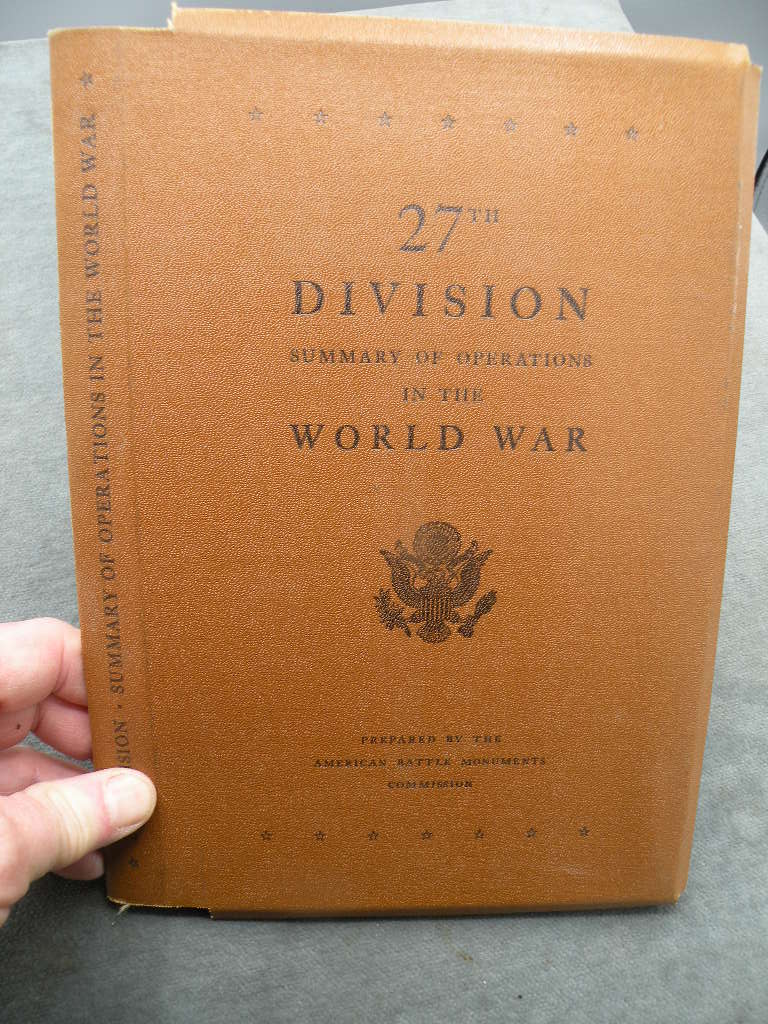 27TH
DIVISION
SUMMARY OF OPERATIONS
IN THE
WORLD WAR
PREPARED BY THE
AMERICAN BATTLE MONUMENTS
COMMISSION
SION · SUMMARY OF OPERATIONS IN THE WORLD WAR